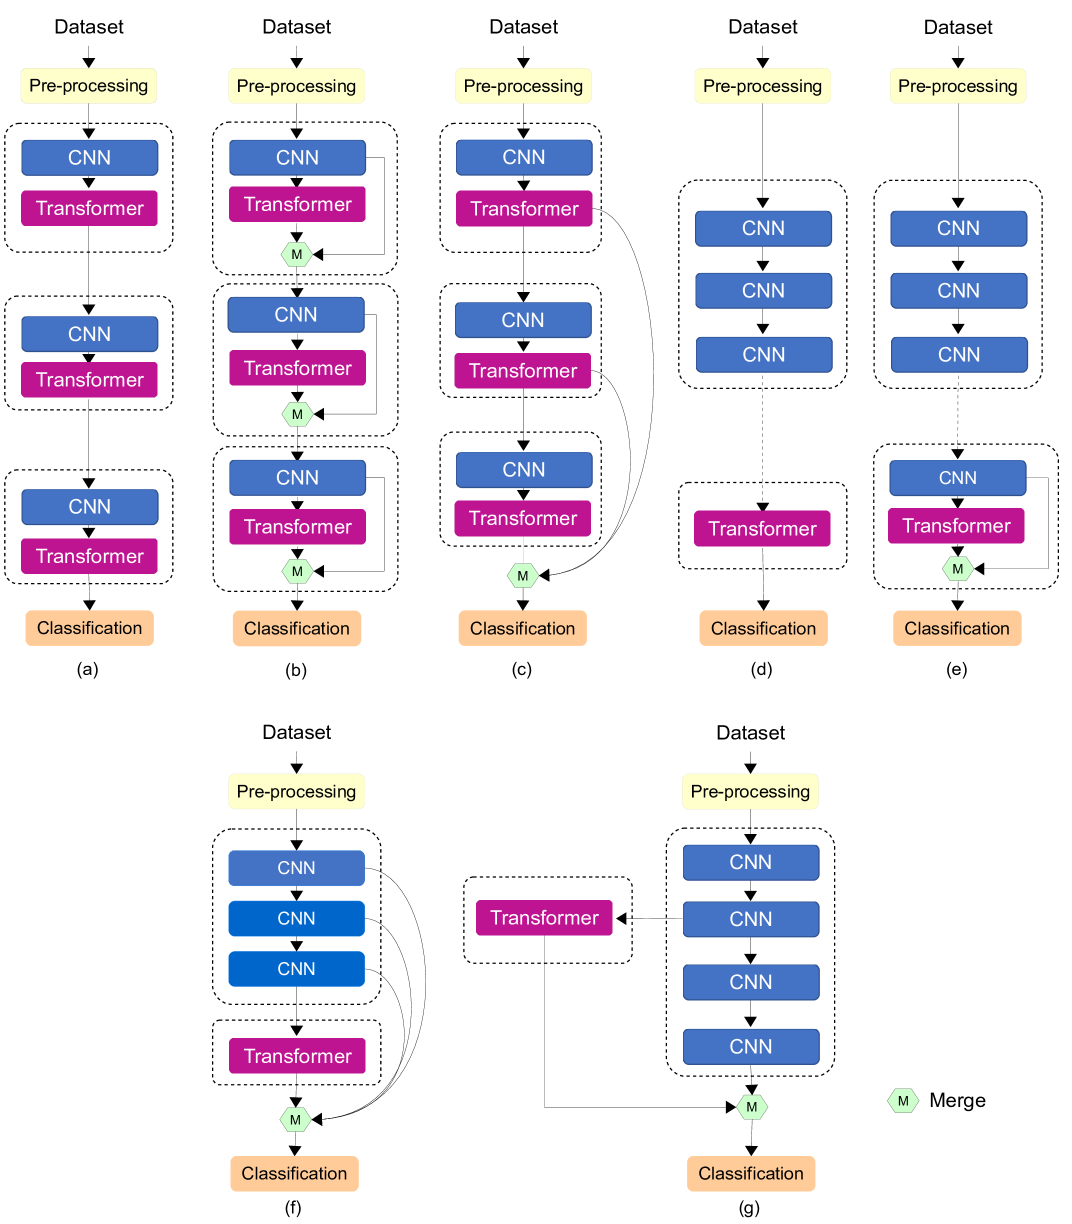 Dataset
Pre-processing
CNN
Transformer
CNN
Transformer
CNN
Transformer
Classification
(a)
Dataset
Pre-processing
CNN
Transformer
M
CNN
Transformer
M
CNN
Transformer
M
Classification
(b)
Dataset
Pre-processing
CNN
Transformer
CNN
Transformer
CNN
Transformer
M
Classification
(c)
Dataset
Pre-processing
CNN
CNN
CNN
Transformer
Classification
(d)
Dataset
Pre-processing
CNN
CNN
CNN
CNN
Transformer
M
Classification
(e)
Dataset
Pre-processing
CNN
CNN
CNN
Transformer
M
Classification
(f)
Dataset
Pre-processing
CNN
Transformer
CNN
CNN
CNN
M
Classification
(g)
M Merge